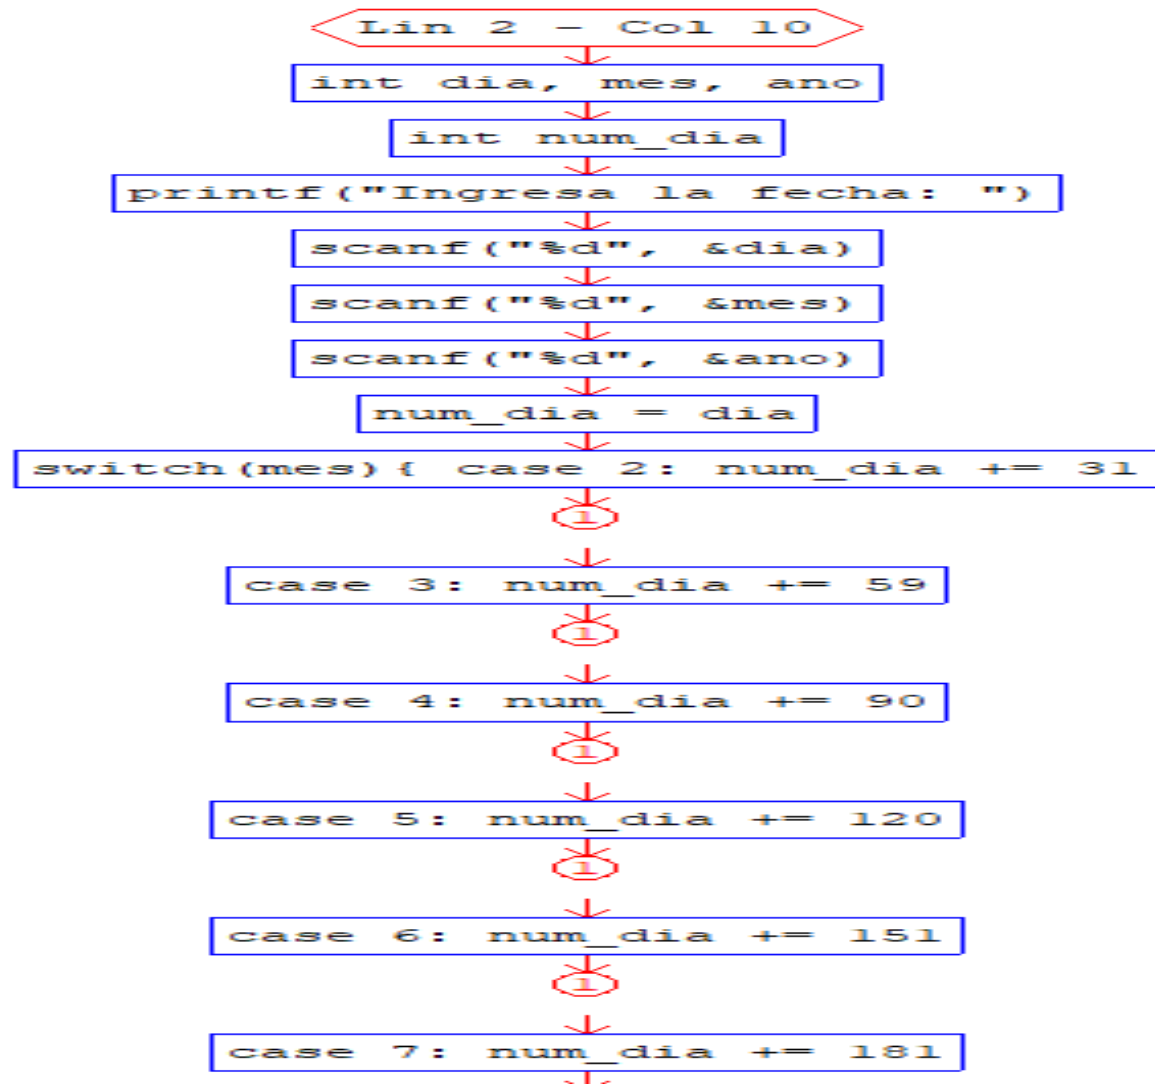 Lin 2 - Col 10
int dia, mes, ano
int num_dia
printf("Ingresa la fecha: ")
scanf("%d", &dia)
scanf("%d", &mes)
scanf("%d", &ano)
num_dia = dia
switch(mes){ case 2: num_dia += 31
1
case 3: num_dia += 59
1
case 4: num_dia += 90
1
case 5: num_dia += 120
1
case 6: num_dia += 151
1
case 7: num_dia += 181